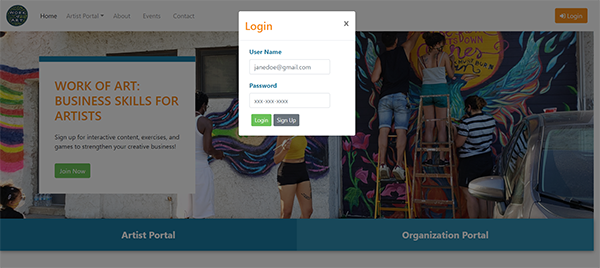 WORK OF ART
Home Artist Portal About Events Contact
Login
Login
x
User Name
janedoe@gmail.com
Password
xxx-xxx-xxxx
Login Sign Up
WORK OF ART:
BUSINESS SKILLS FOR
ARTISTS
Sign up for interactive content, exercises, and
games to strengthen your creative business!
Join Now
Artist Portal
Organization Portal